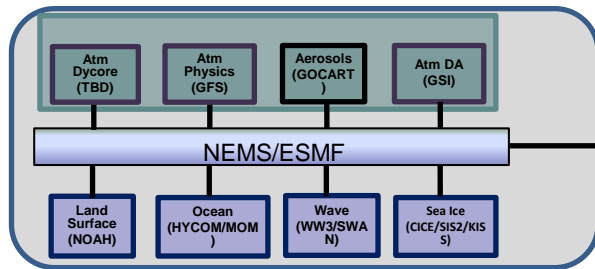 Atm
Dycore
(TBD)
Atm
Physics
(GFS)
Aerosols
(GOCART
)
Atm DA
(GSI)
NEMS/ESMF
Land
Surface
(NOAH)
Ocean
(HYCOM/MOM
)
Wave
(WW3/SWA
N)
Sea Ice
(CICE/SIS2/KIS
S)